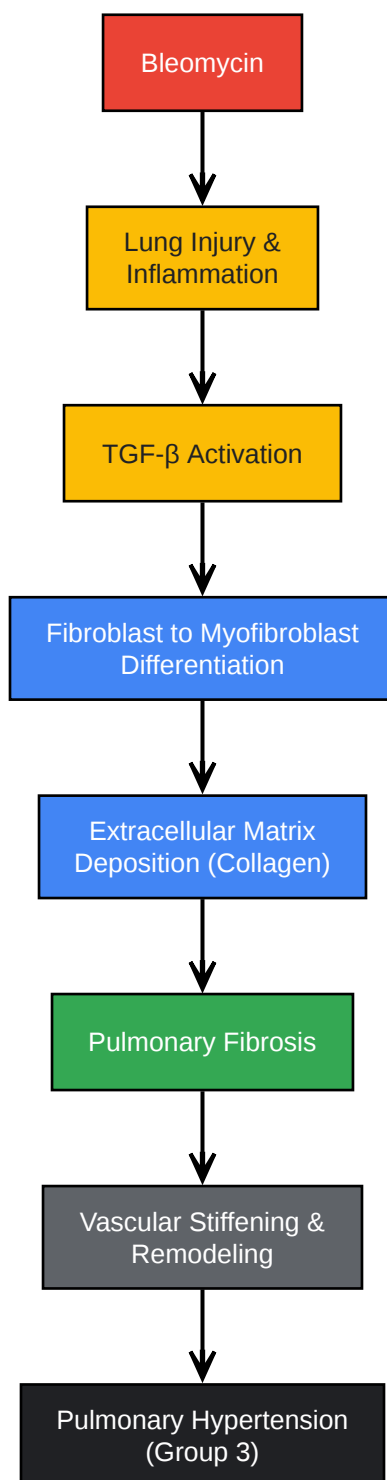 Bleomycin
Lung Injury &
Inflammation
TGF-β Activation
Fibroblast to Myofibroblast
Differentiation
Extracellular Matrix
Deposition (Collagen)
Pulmonary Fibrosis
Vascular Stiffening &
Remodeling
Pulmonary Hypertension
(Group 3)